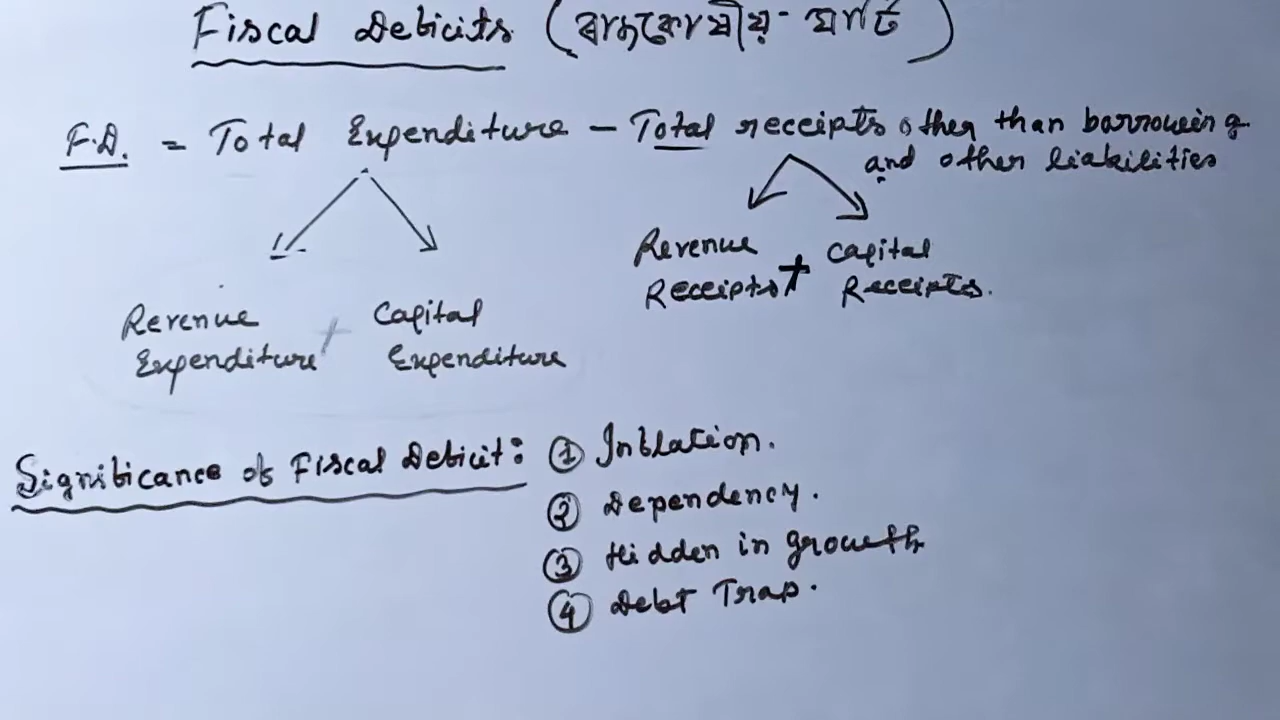 Fiscal Deficits (রাজকোষীয়- ঘাটতি)
F.D. = Total Expenditure – Total receipts other than borrowing
and other liabilities
Revenue Expenditure + Capital Expenditure
Revenue Receipts + Capital Receipts.
Significance of Fiscal Deficit:
① Inflation.
② Dependency.
③ Hidden in growth
④ Debt Trap.